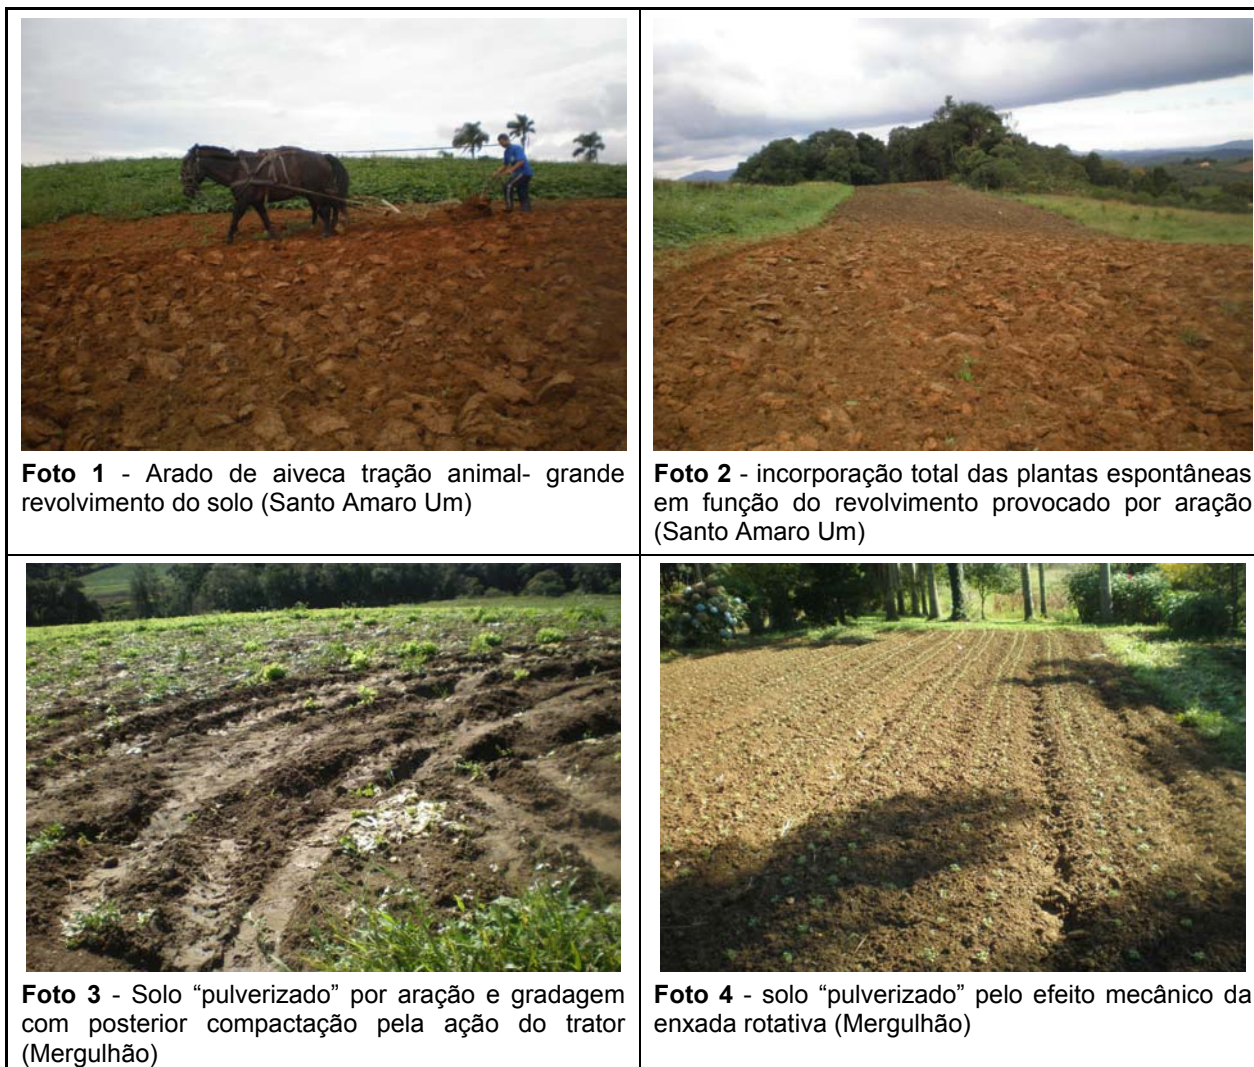 Foto 1 - Arado de aiveca tração animal- grande
revolvimento do solo (Santo Amaro Um)
Foto 2 - incorporação total das plantas espontâneas
em função do revolvimento provocado por aração
(Santo Amaro Um)
Foto 3 - Solo “pulverizado” por aração e gradagem
com posterior compactação pela ação do trator
(Mergulhão)
Foto 4 - solo “pulverizado” pelo efeito mecânico da
enxada rotativa (Mergulhão)